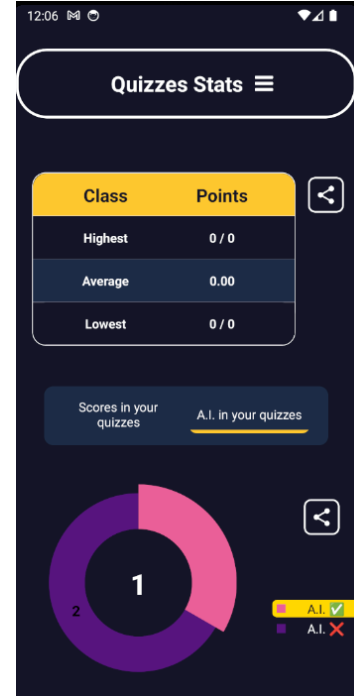 12:06
Quizzes Stats
Class Points
Highest 0 / 0
Average 0.00
Lowest 0 / 0
Scores in your
quizzes
A.I. in your quizzes
1
2
A.I. ✅
A.I. ❌